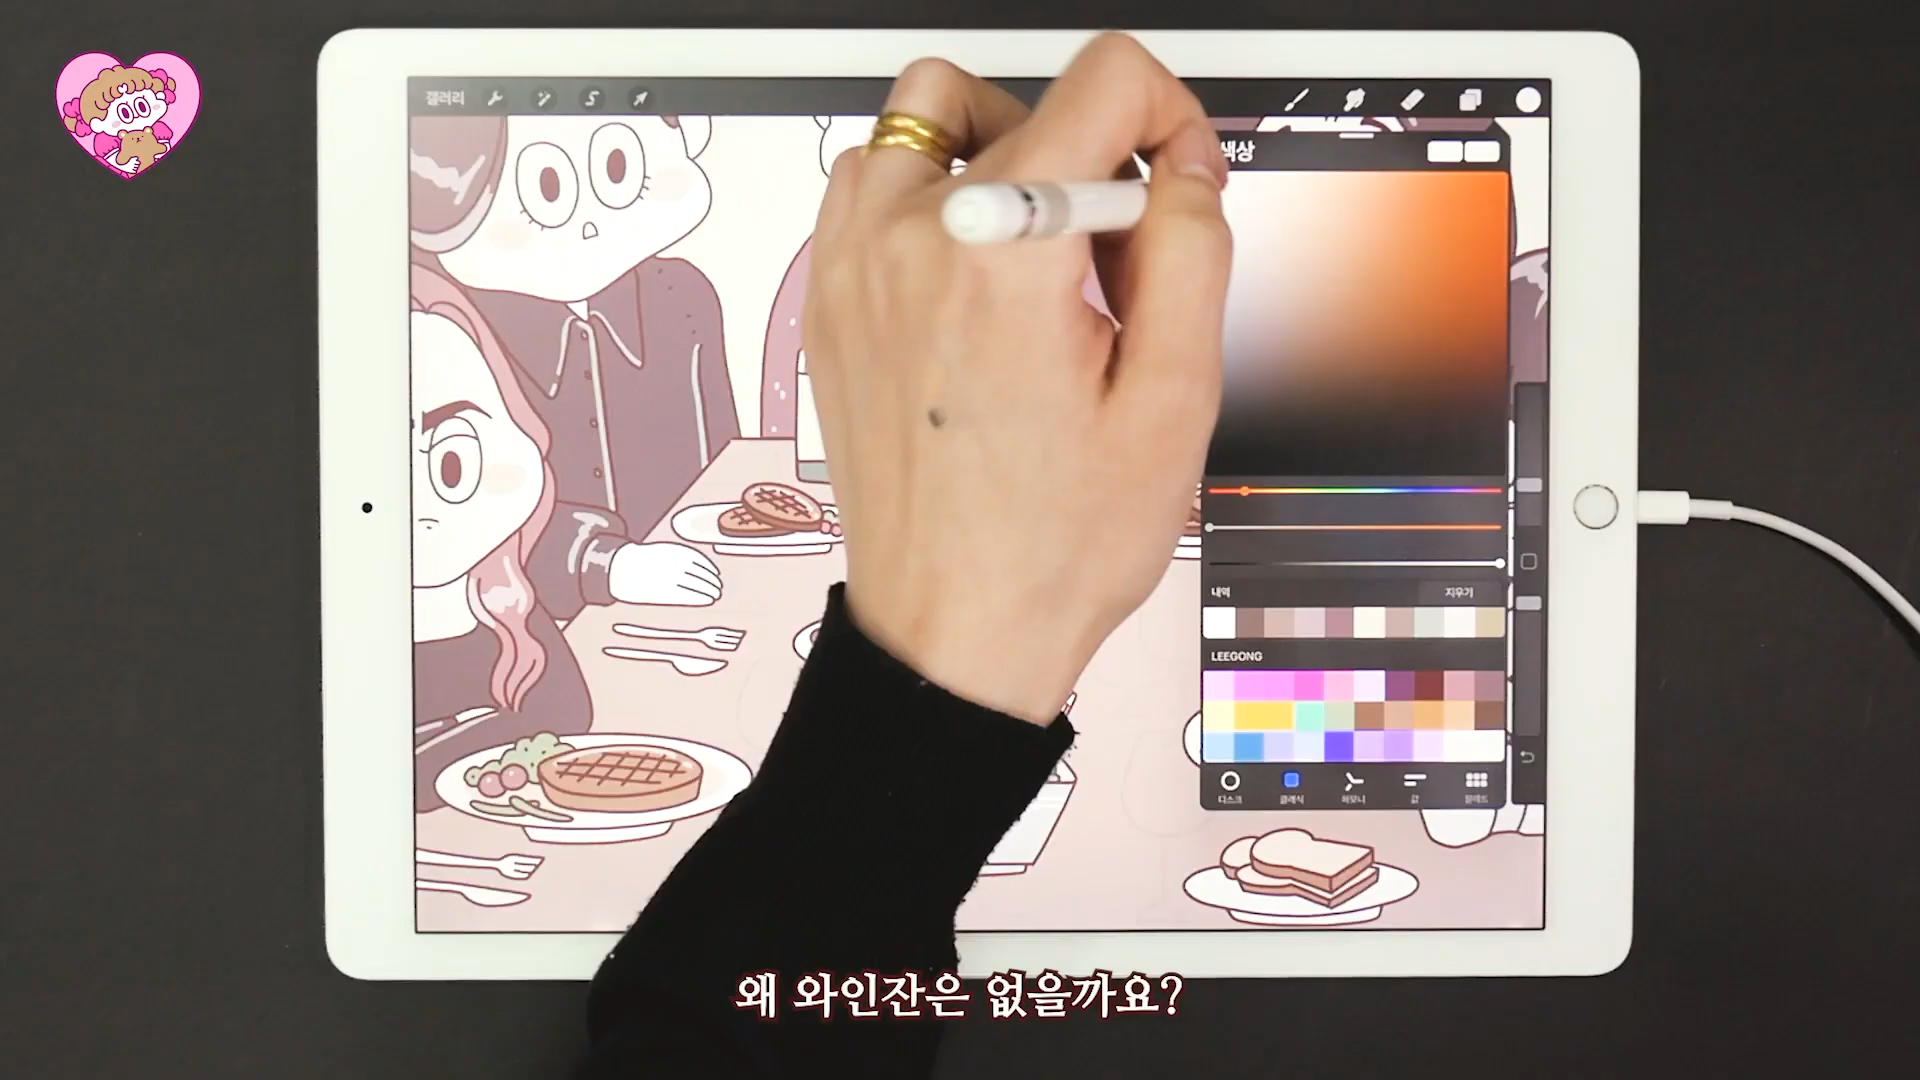 갤러리
색상
내역 지우기
LEEGONG
디스크 클래식 하모니 값 팔레트
왜 와인잔은 없을까요?